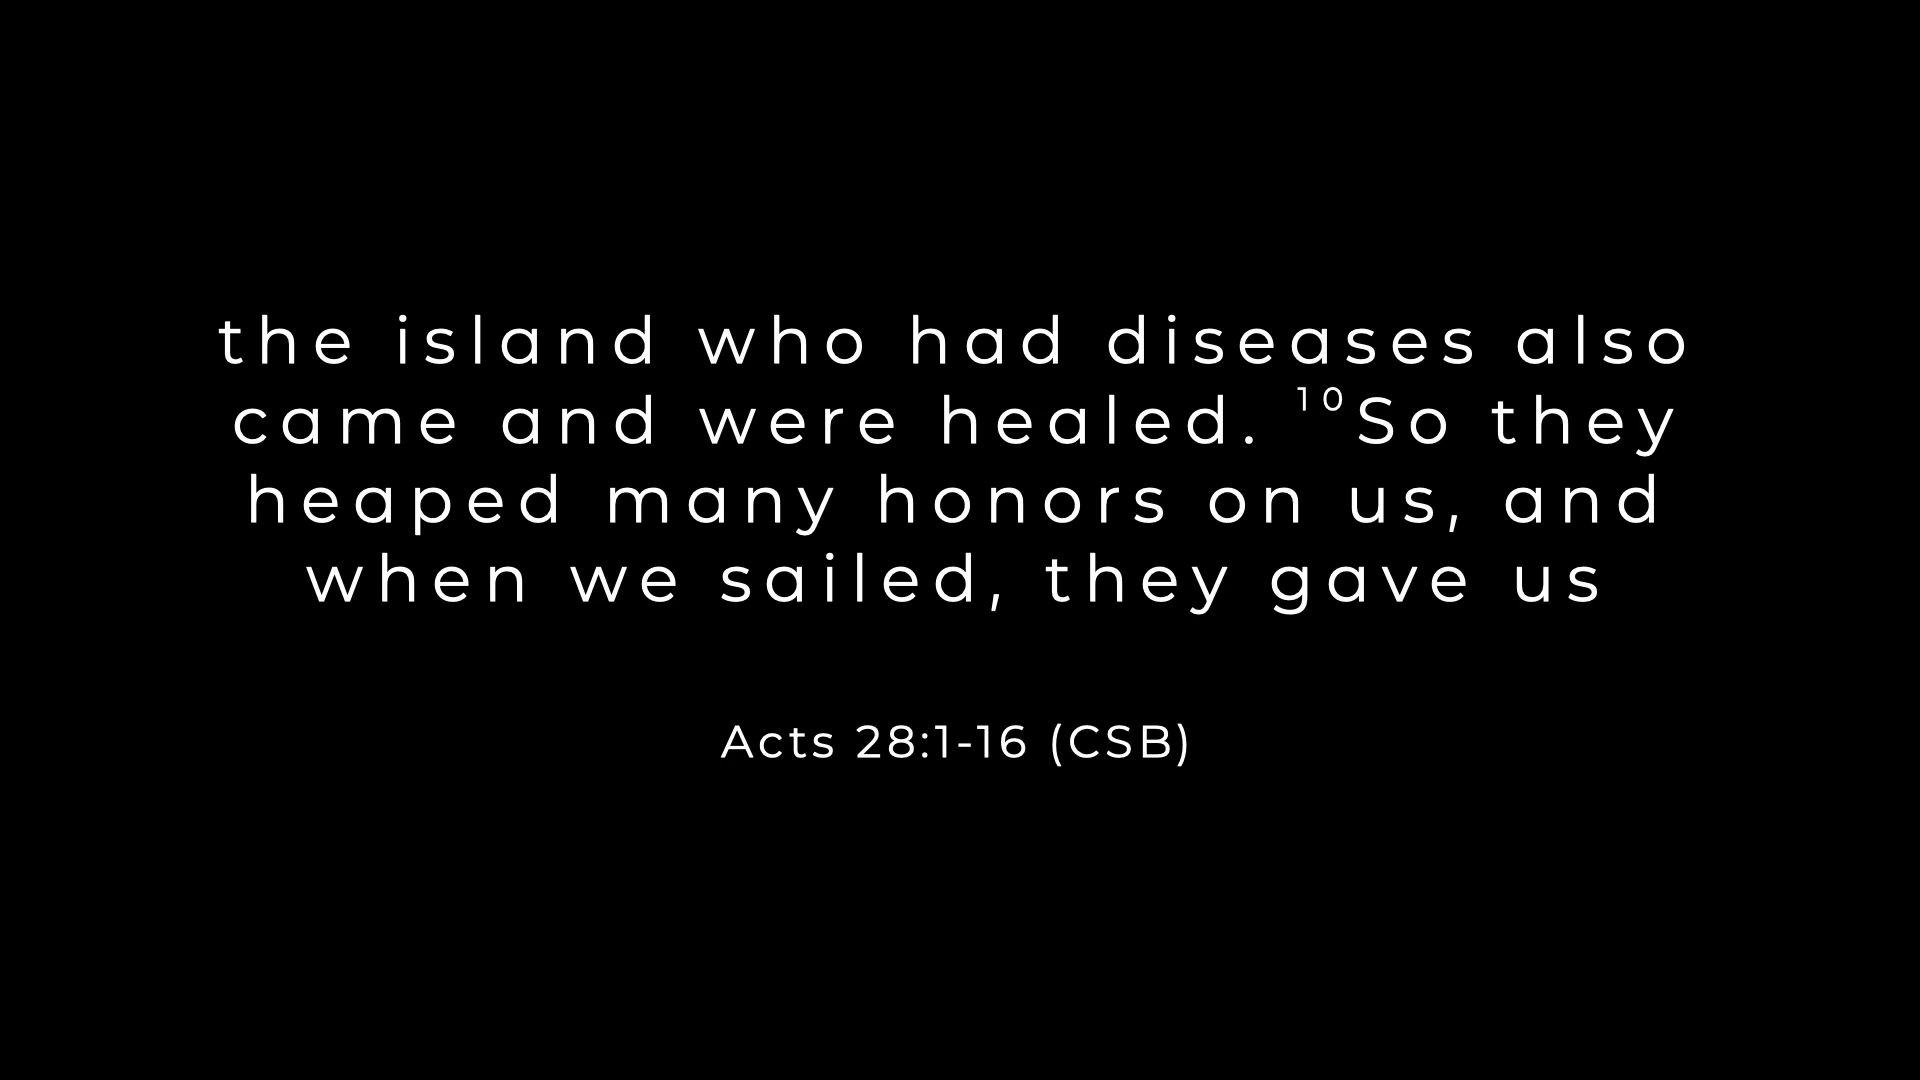 the island who had diseases also
came and were healed. ¹⁰So they
heaped many honors on us, and
when we sailed, they gave us
Acts 28:1-16 (CSB)